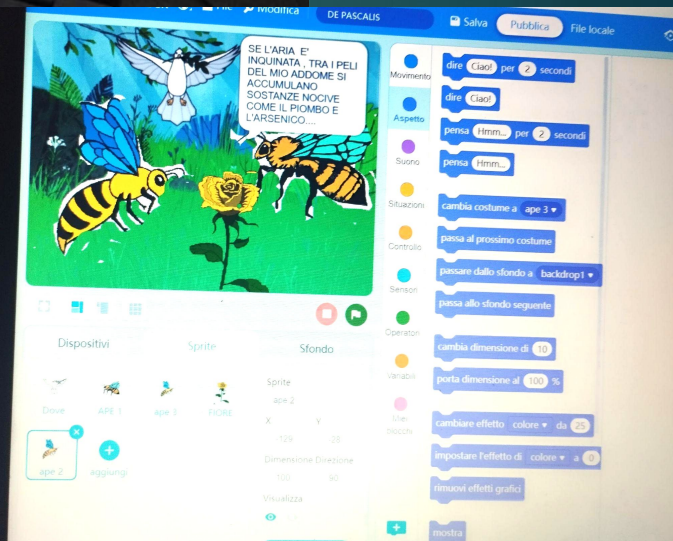 File
Modifica
DE PASCALIS
Salva
Pubblica
File locale
SE L'ARIA E'
INQUINATA , TRA I PELI
DEL MIO ADDOME SI
ACCUMULANO
SOSTANZE NOCIVE
COME IL PIOMBO E
L'ARSENICO....
Movimento
Aspetto
Suono
Situazioni
Controllo
Sensori
Operatori
Variabili
Miei
blocchi
dire Ciao! per 2 secondi
dire Ciao!
pensa Hmm... per 2 secondi
pensa Hmm...
cambia costume a ape 3
passa al prossimo costume
passare dallo sfondo a backdrop1
passa allo sfondo seguente
cambia dimensione di 10
porta dimensione al 100 %
cambiare effetto colore da 25
impostare l'effetto di colore a 0
rimuovi effetti grafici
mostra
Dispositivi
Sprite
Sfondo
Dove
APE 1
ape 3
FIORE
ape 2
aggiungi
Sprite
ape 2
X
Y
-129
28
Dimensione
Direzione
100
90
Visualizza